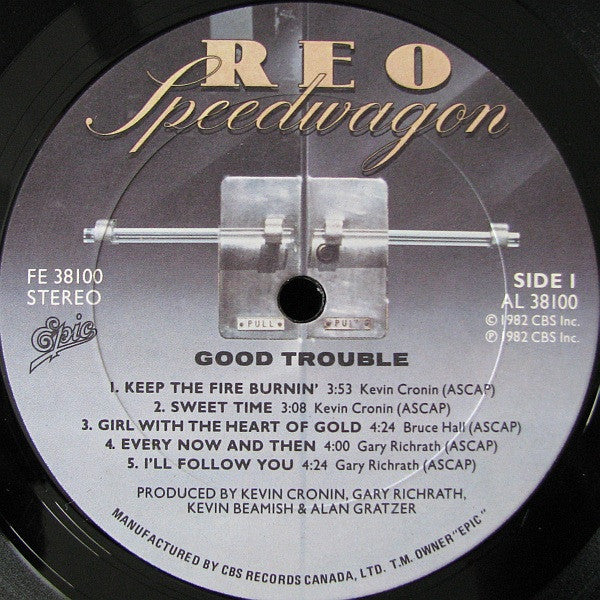 REO
Speedwagon
FE 38100
STEREO
Epic
SIDE I
AL 38100
© 1982 CBS Inc.
℗ 1982 CBS Inc.
PULL
PULL
GOOD TROUBLE
1. KEEP THE FIRE BURNIN' 3:53 Kevin Cronin (ASCAP)
2. SWEET TIME 3:08 Kevin Cronin (ASCAP)
3. GIRL WITH THE HEART OF GOLD 4:24 Bruce Hall (ASCAP)
4. EVERY NOW AND THEN 4:00 Gary Richrath (ASCAP)
5. I'LL FOLLOW YOU 4:24 Gary Richrath (ASCAP)
PRODUCED BY KEVIN CRONIN, GARY RICHRATH,
KEVIN BEAMISH & ALAN GRATZER
MANUFACTURED BY CBS RECORDS CANADA, LTD. T.M. OWNER "EPIC"